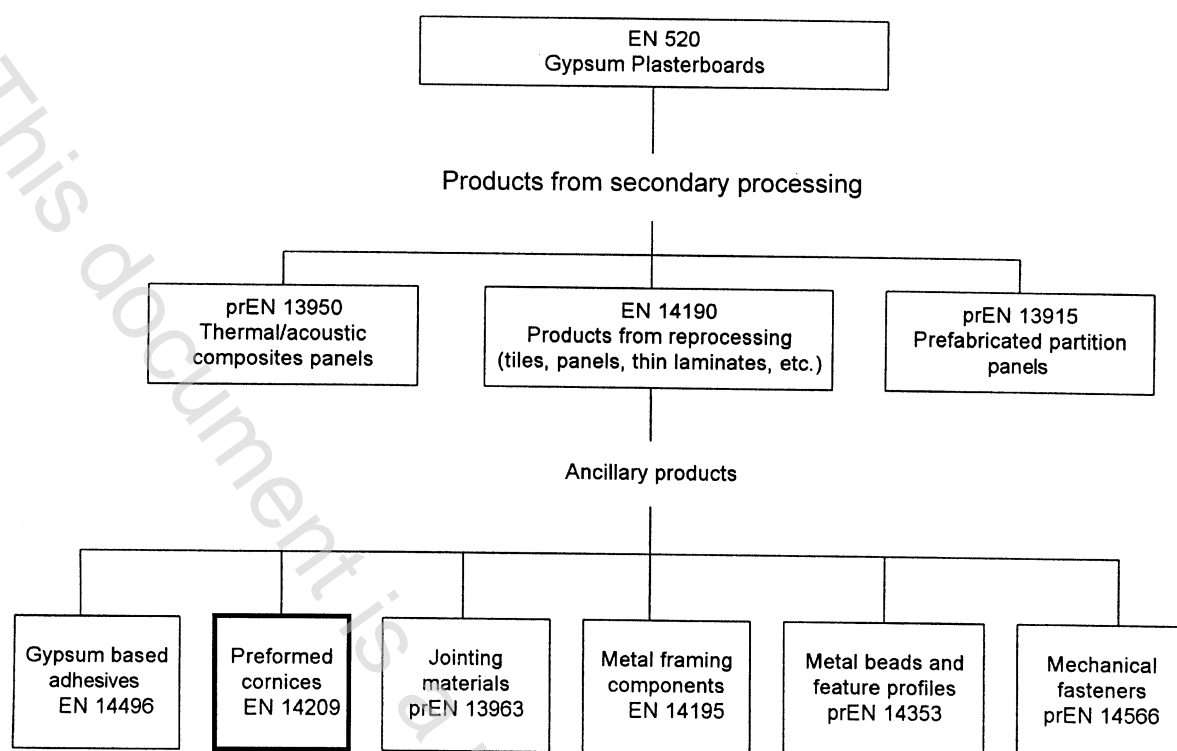 EN 520
Gypsum Plasterboards
Products from secondary processing
prEN 13950
Thermal/acoustic
composites panels
EN 14190
Products from reprocessing
(tiles, panels, thin laminates, etc.)
prEN 13915
Prefabricated partition
panels
Ancillary products
Gypsum based
adhesives
EN 14496
Preformed
cornices
EN 14209
Jointing
materials
prEN 13963
Metal framing
components
EN 14195
Metal beads and
feature profiles
prEN 14353
Mechanical
fasteners
prEN 14566
This document is a